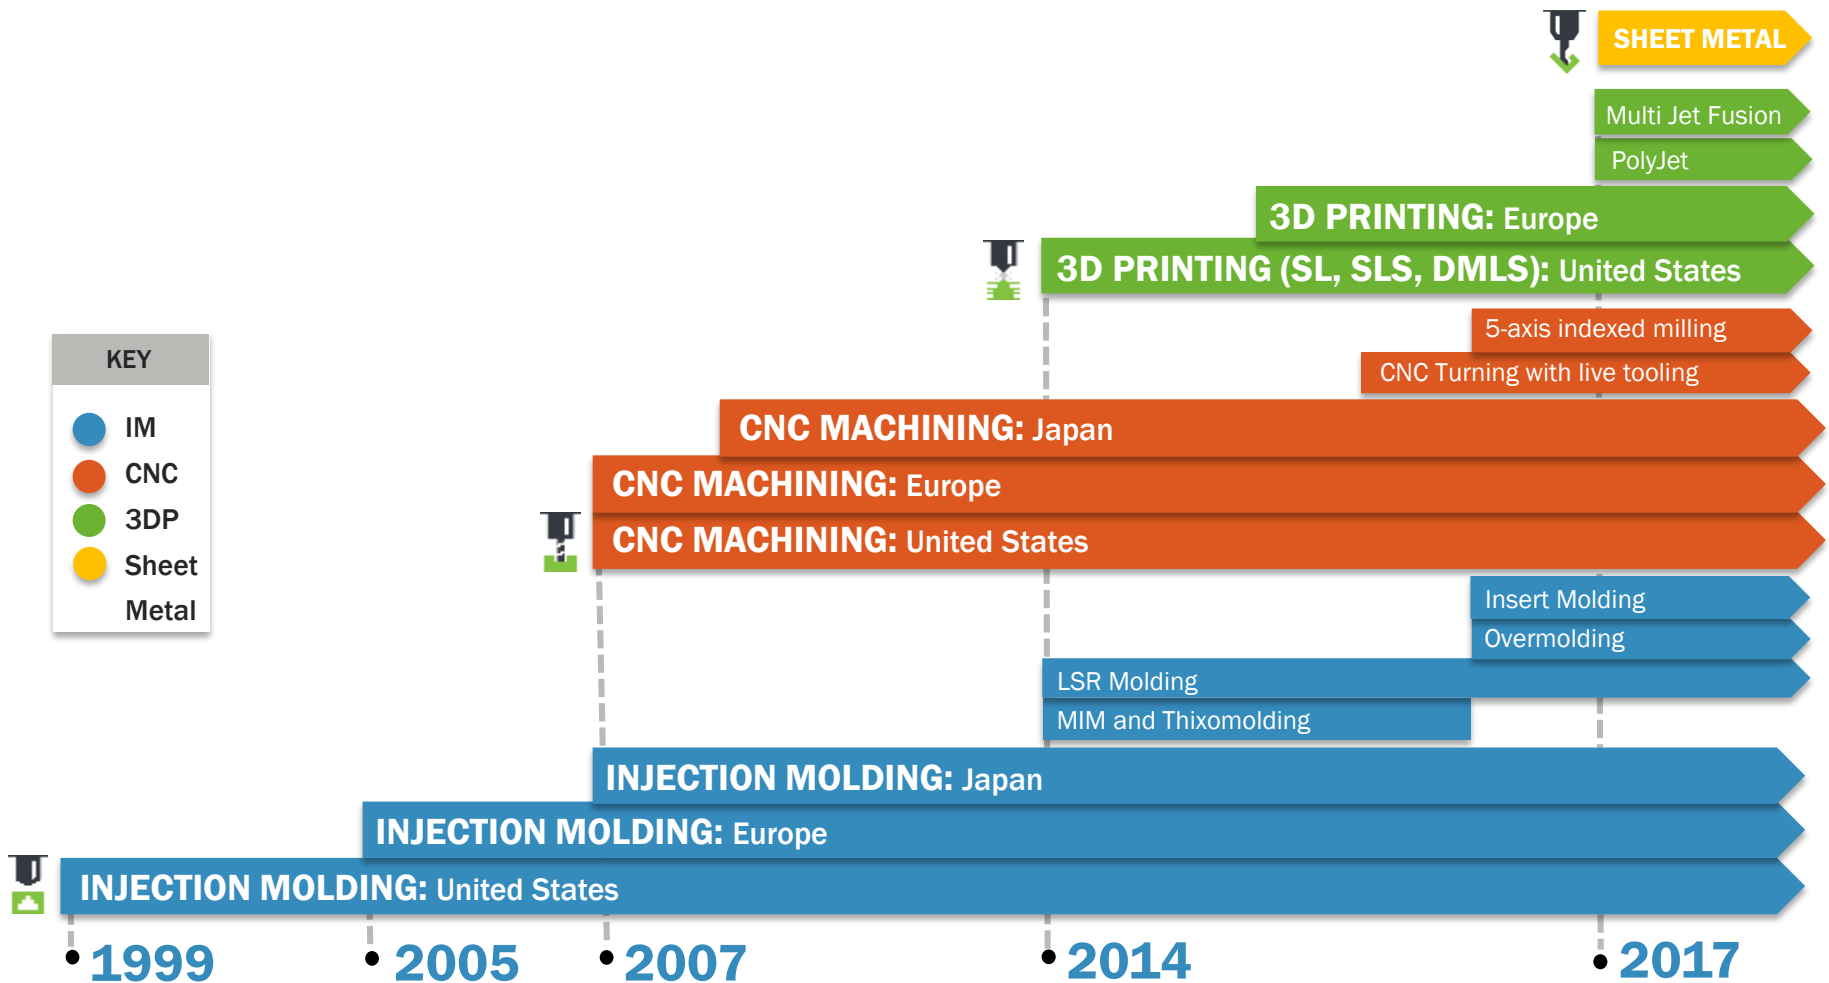 SHEET METAL
Multi Jet Fusion
PolyJet
3D PRINTING: Europe
3D PRINTING (SL, SLS, DMLS): United States
5-axis indexed milling
CNC Turning with live tooling
KEY
IM
CNC
3DP
Sheet
Metal
CNC MACHINING: Japan
CNC MACHINING: Europe
CNC MACHINING: United States
Insert Molding
Overmolding
LSR Molding
MIM and Thixomolding
INJECTION MOLDING: Japan
INJECTION MOLDING: Europe
INJECTION MOLDING: United States
1999
2005
2007
2014
2017